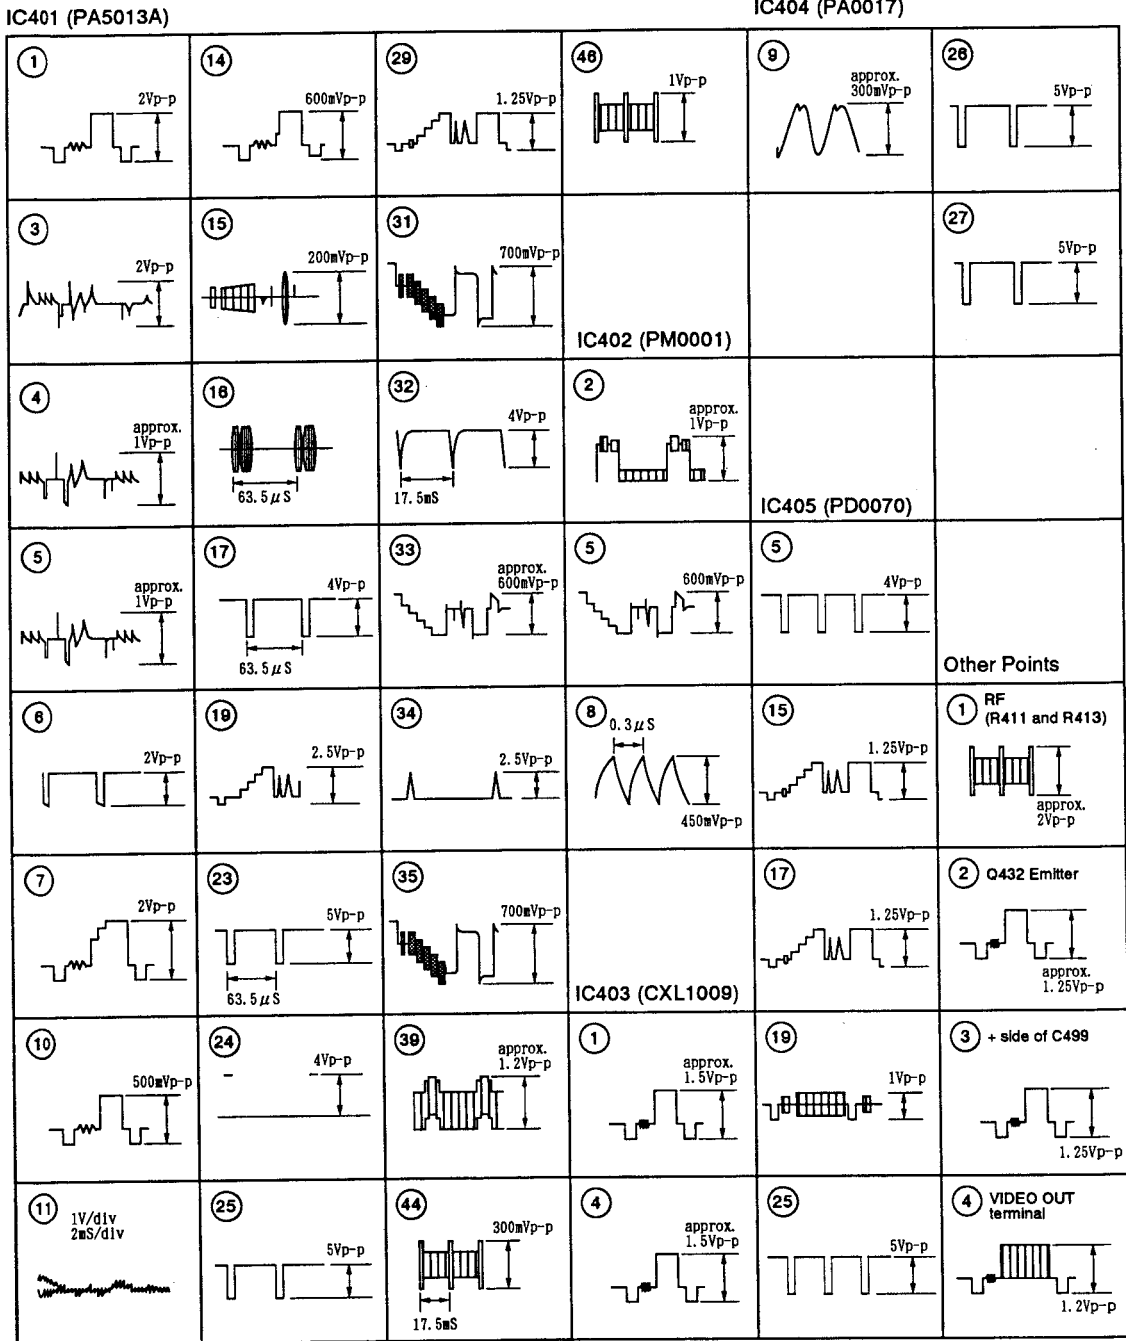 IC401 (PA5013A)
IC404 (PA0017)
1
2Vp-p
14
600mVp-p
29
1.25Vp-p
46
1Vp-p
9
approx.
300mVp-p
26
5Vp-p
3
2Vp-p
15
200mVp-p
31
700mVp-p
IC402 (PM0001)
27
5Vp-p
4
approx.
1Vp-p
16
63.5μS
32
4Vp-p
17.5mS
2
approx.
1Vp-p
IC405 (PD0070)
5
approx.
1Vp-p
17
4Vp-p
63.5μS
33
approx.
600mVp-p
5
600mVp-p
5
4Vp-p
Other Points
6
2Vp-p
19
2.5Vp-p
34
2.5Vp-p
8
0.3μS
450mVp-p
15
1.25Vp-p
1 RF
(R411 and R413)
approx.
2Vp-p
7
2Vp-p
23
5Vp-p
63.5μS
35
700mVp-p
IC403 (CXL1009)
17
1.25Vp-p
2 Q432 Emitter
approx.
1.25Vp-p
10
500mVp-p
24
4Vp-p
39
approx.
1.2Vp-p
1
approx.
1.5Vp-p
19
1Vp-p
3 + side of C499
1.25Vp-p
11
1V/div
2mS/div
25
5Vp-p
44
300mVp-p
17.5mS
4
approx.
1.5Vp-p
25
5Vp-p
4 VIDEO OUT
terminal
1.2Vp-p